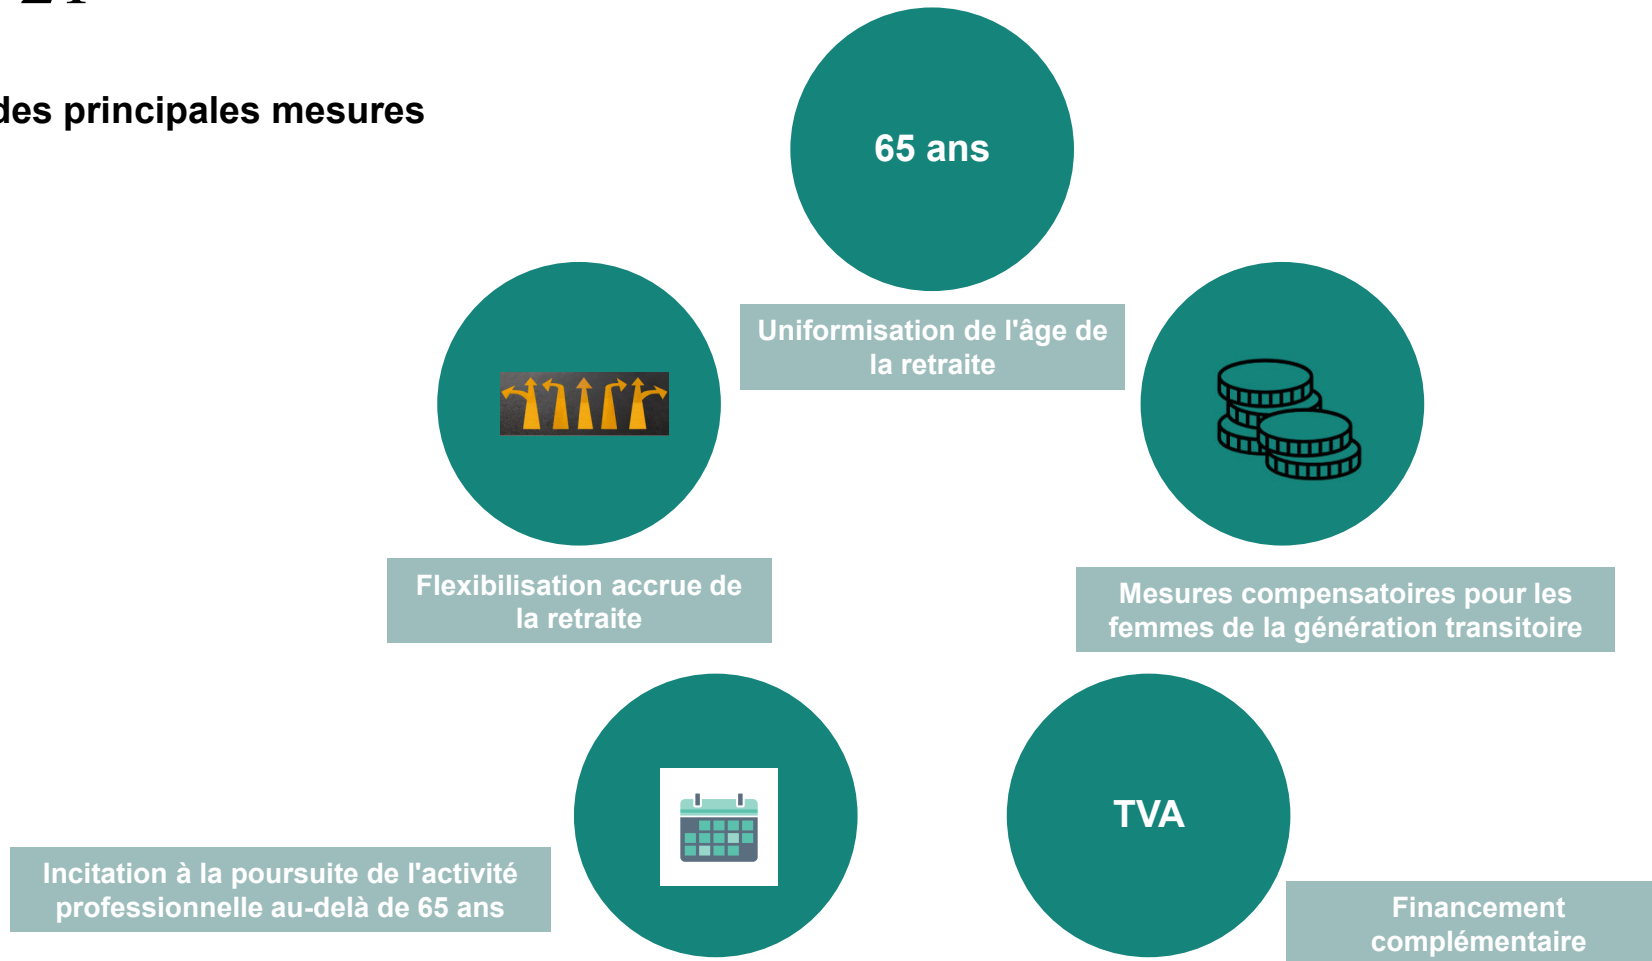 21
des principales mesures
65 ans
Uniformisation de l'âge de
la retraite
Flexibilisation accrue de
la retraite
Mesures compensatoires pour les
femmes de la génération transitoire
Incitation à la poursuite de l'activité
professionnelle au-delà de 65 ans
TVA
Financement
complémentaire